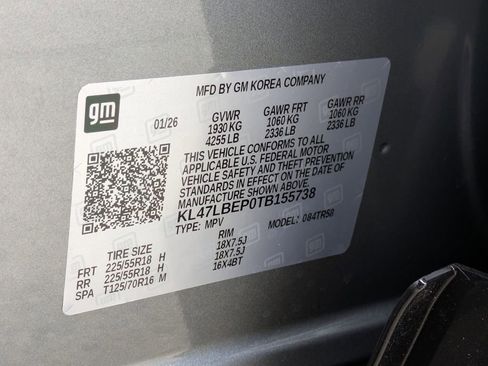 MFD BY GM KOREA COMPANY
gm
01/26
GVWR GAWR FRT GAWR RR
1930 KG 1060 KG 1060 KG
4255 LB 2336 LB 2336 LB
THIS VEHICLE CONFORMS TO ALL
APPLICABLE U.S. FEDERAL MOTOR
VEHICLE SAFETY, BUMPER, AND THEFT
PREVENTION STANDARDS IN EFFECT ON THE DATE OF
MANUFACTURE SHOWN ABOVE.
KL47LBEP0TB155738
TYPE: MPV MODEL: 084TR58
TIRE SIZE RIM
FRT 225/55R18 H 18X7.5J
RR 225/55R18 H 18X7.5J
SPA T125/70R16 M 16X4BT